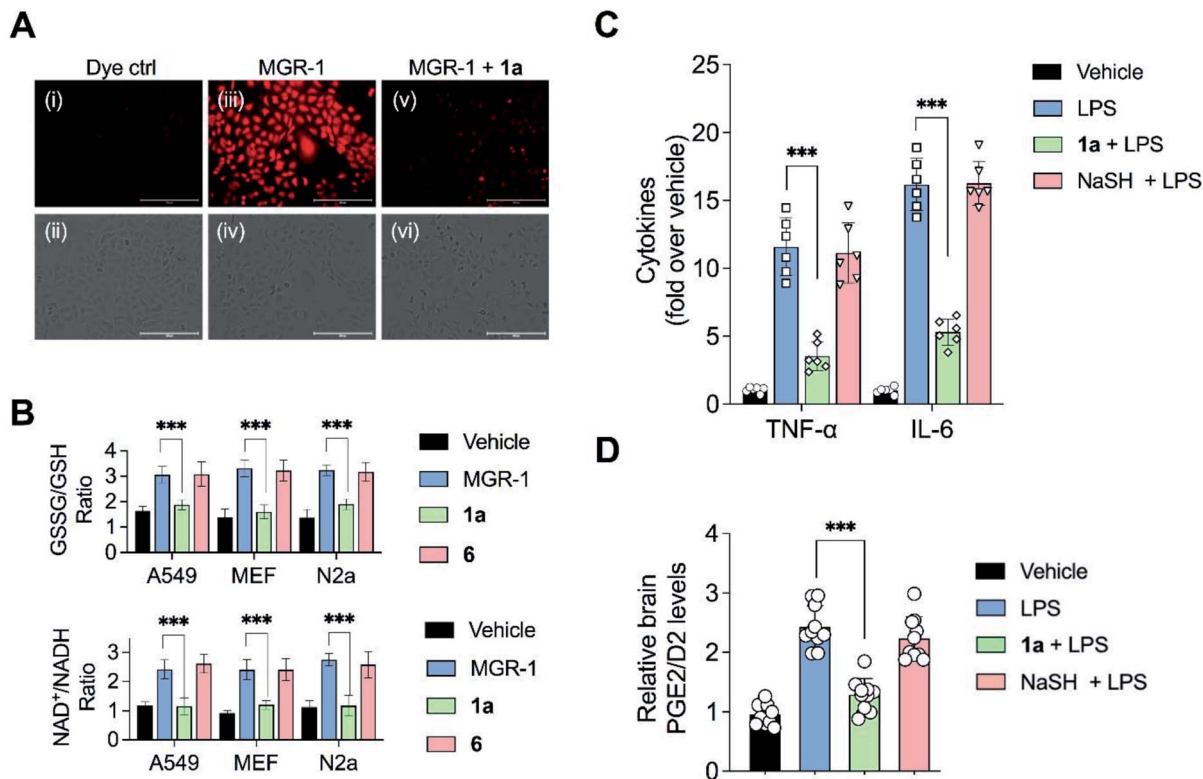 A
Dye ctrl
MGR-1
MGR-1 + 1a
(i)
(iii)
(v)
(ii)
(iv)
(vi)
B
GSSG/GSH
Ratio
4
3
2
1
0
***
***
***
A549
MEF
N2a
Vehicle
MGR-1
1a
6
NAD⁺/NADH
Ratio
4
3
2
1
0
***
***
***
A549
MEF
N2a
Vehicle
MGR-1
1a
6
C
Cytokines
(fold over vehicle)
25
20
15
10
5
0
***
***
TNF-α
IL-6
Vehicle
LPS
1a + LPS
NaSH + LPS
D
Relative brain
PGE2/D2 levels
4
3
2
1
0
***
Vehicle
LPS
1a + LPS
NaSH + LPS